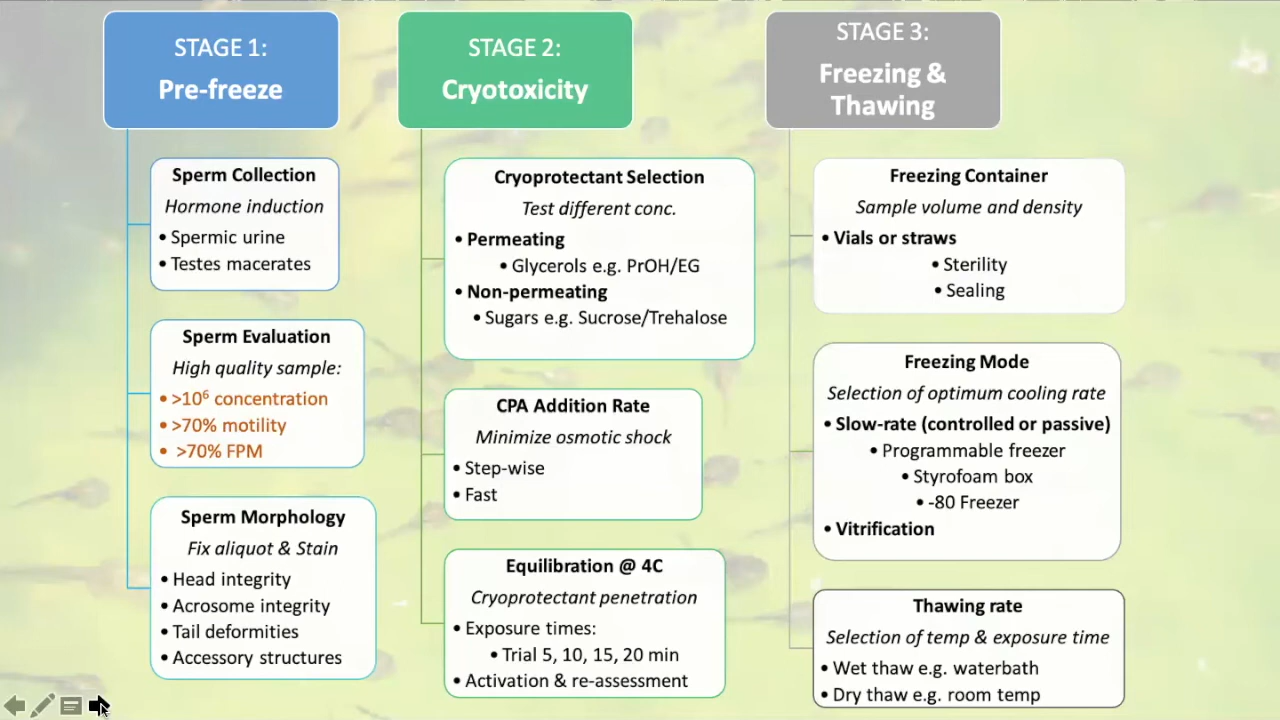 STAGE 1:
Pre-freeze
Sperm Collection
Hormone induction
• Spermic urine
• Testes macerates
Sperm Evaluation
High quality sample:
• >10⁶ concentration
• >70% motility
• >70% FPM
Sperm Morphology
Fix aliquot & Stain
• Head integrity
• Acrosome integrity
• Tail deformities
• Accessory structures
STAGE 2:
Cryotoxicity
Cryoprotectant Selection
Test different conc.
• Permeating
• Glycerols e.g. PrOH/EG
• Non-permeating
• Sugars e.g. Sucrose/Trehalose
CPA Addition Rate
Minimize osmotic shock
• Step-wise
• Fast
Equilibration @ 4C
Cryoprotectant penetration
• Exposure times:
• Trial 5, 10, 15, 20 min
• Activation & re-assessment
STAGE 3:
Freezing &
Thawing
Freezing Container
Sample volume and density
• Vials or straws
• Sterility
• Sealing
Freezing Mode
Selection of optimum cooling rate
• Slow-rate (controlled or passive)
• Programmable freezer
• Styrofoam box
• -80 Freezer
• Vitrification
Thawing rate
Selection of temp & exposure time
• Wet thaw e.g. waterbath
• Dry thaw e.g. room temp